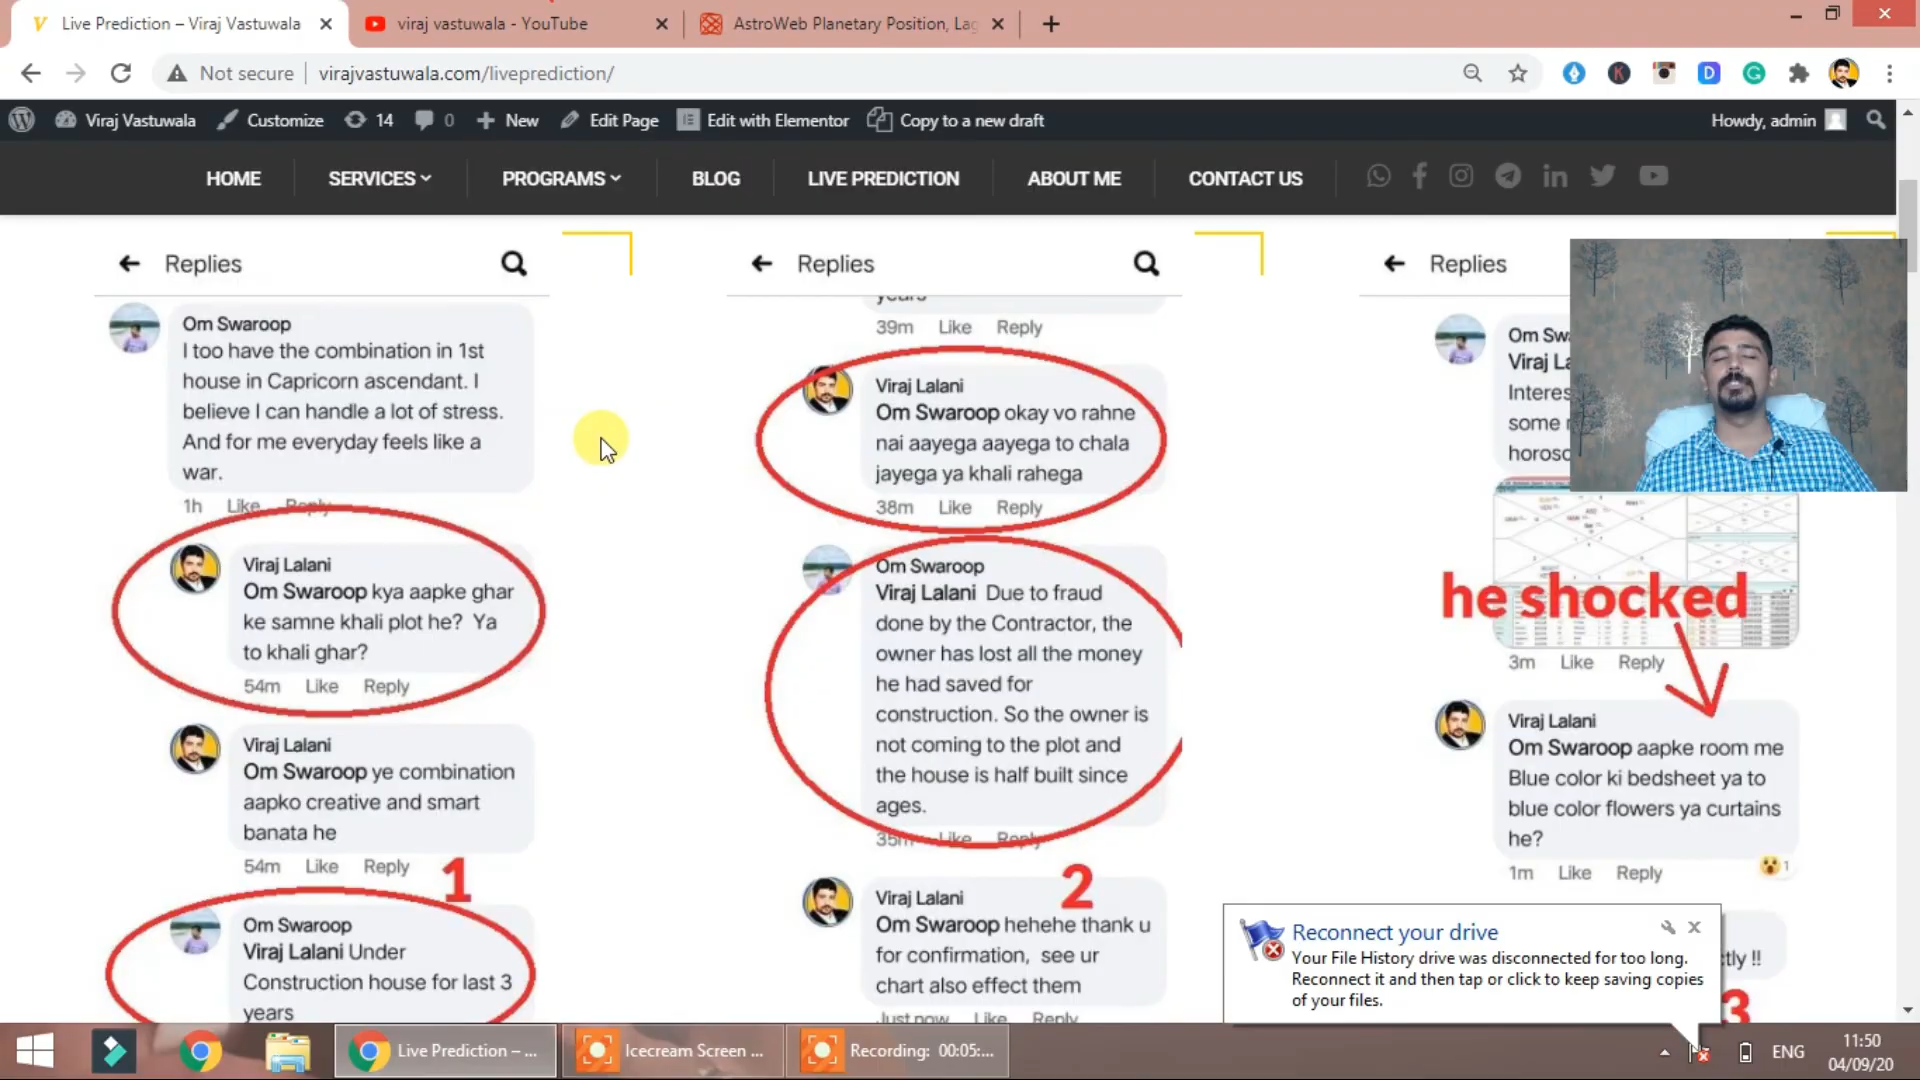 Live Prediction – Viraj Vastuwala
viraj vastuwala - YouTube
AstroWeb Planetary Position, Lag
Not secure
virajvastuwala.com/liveprediction/
Viraj Vastuwala
Customize
14
0
New
Edit Page
Edit with Elementor
Copy to a new draft
Howdy, admin
HOME
SERVICES
PROGRAMS
BLOG
LIVE PREDICTION
ABOUT ME
CONTACT US
Replies
Om Swaroop
I too have the combination in 1st
house in Capricorn ascendant. I
believe I can handle a lot of stress.
And for me everyday feels like a
war.
1h Like Reply
Viraj Lalani
Om Swaroop kya aapke ghar
ke samne khali plot he? Ya
to khali ghar?
54m Like Reply
Viraj Lalani
Om Swaroop ye combination
aapko creative and smart
banata he
54m Like Reply
1
Om Swaroop
Viraj Lalani Under
Construction house for last 3
years
Replies
years
39m Like Reply
Viraj Lalani
Om Swaroop okay vo rahne
nai aayega aayega to chala
jayega ya khali rahega
38m Like Reply
Om Swaroop
Viraj Lalani Due to fraud
done by the Contractor, the
owner has lost all the money
he had saved for
construction. So the owner is
not coming to the plot and
the house is half built since
ages.
35m Like Reply
2
Viraj Lalani
Om Swaroop hehehe thank u
for confirmation, see ur
chart also effect them
Just now Like Reply
Replies
Om Sw
Viraj L
Interes
some
horosc
he shocked
3m Like Reply
Viraj Lalani
Om Swaroop aapke room me
Blue color ki bedsheet ya to
blue color flowers ya curtains
he?
1m Like Reply
1
tly !!
3
Reconnect your drive
Your File History drive was disconnected for too long.
Reconnect it and then tap or click to keep saving copies
of your files.
Live Prediction – ...
Icecream Screen ...
Recording: 00:05:...
ENG
11:50
04/09/20